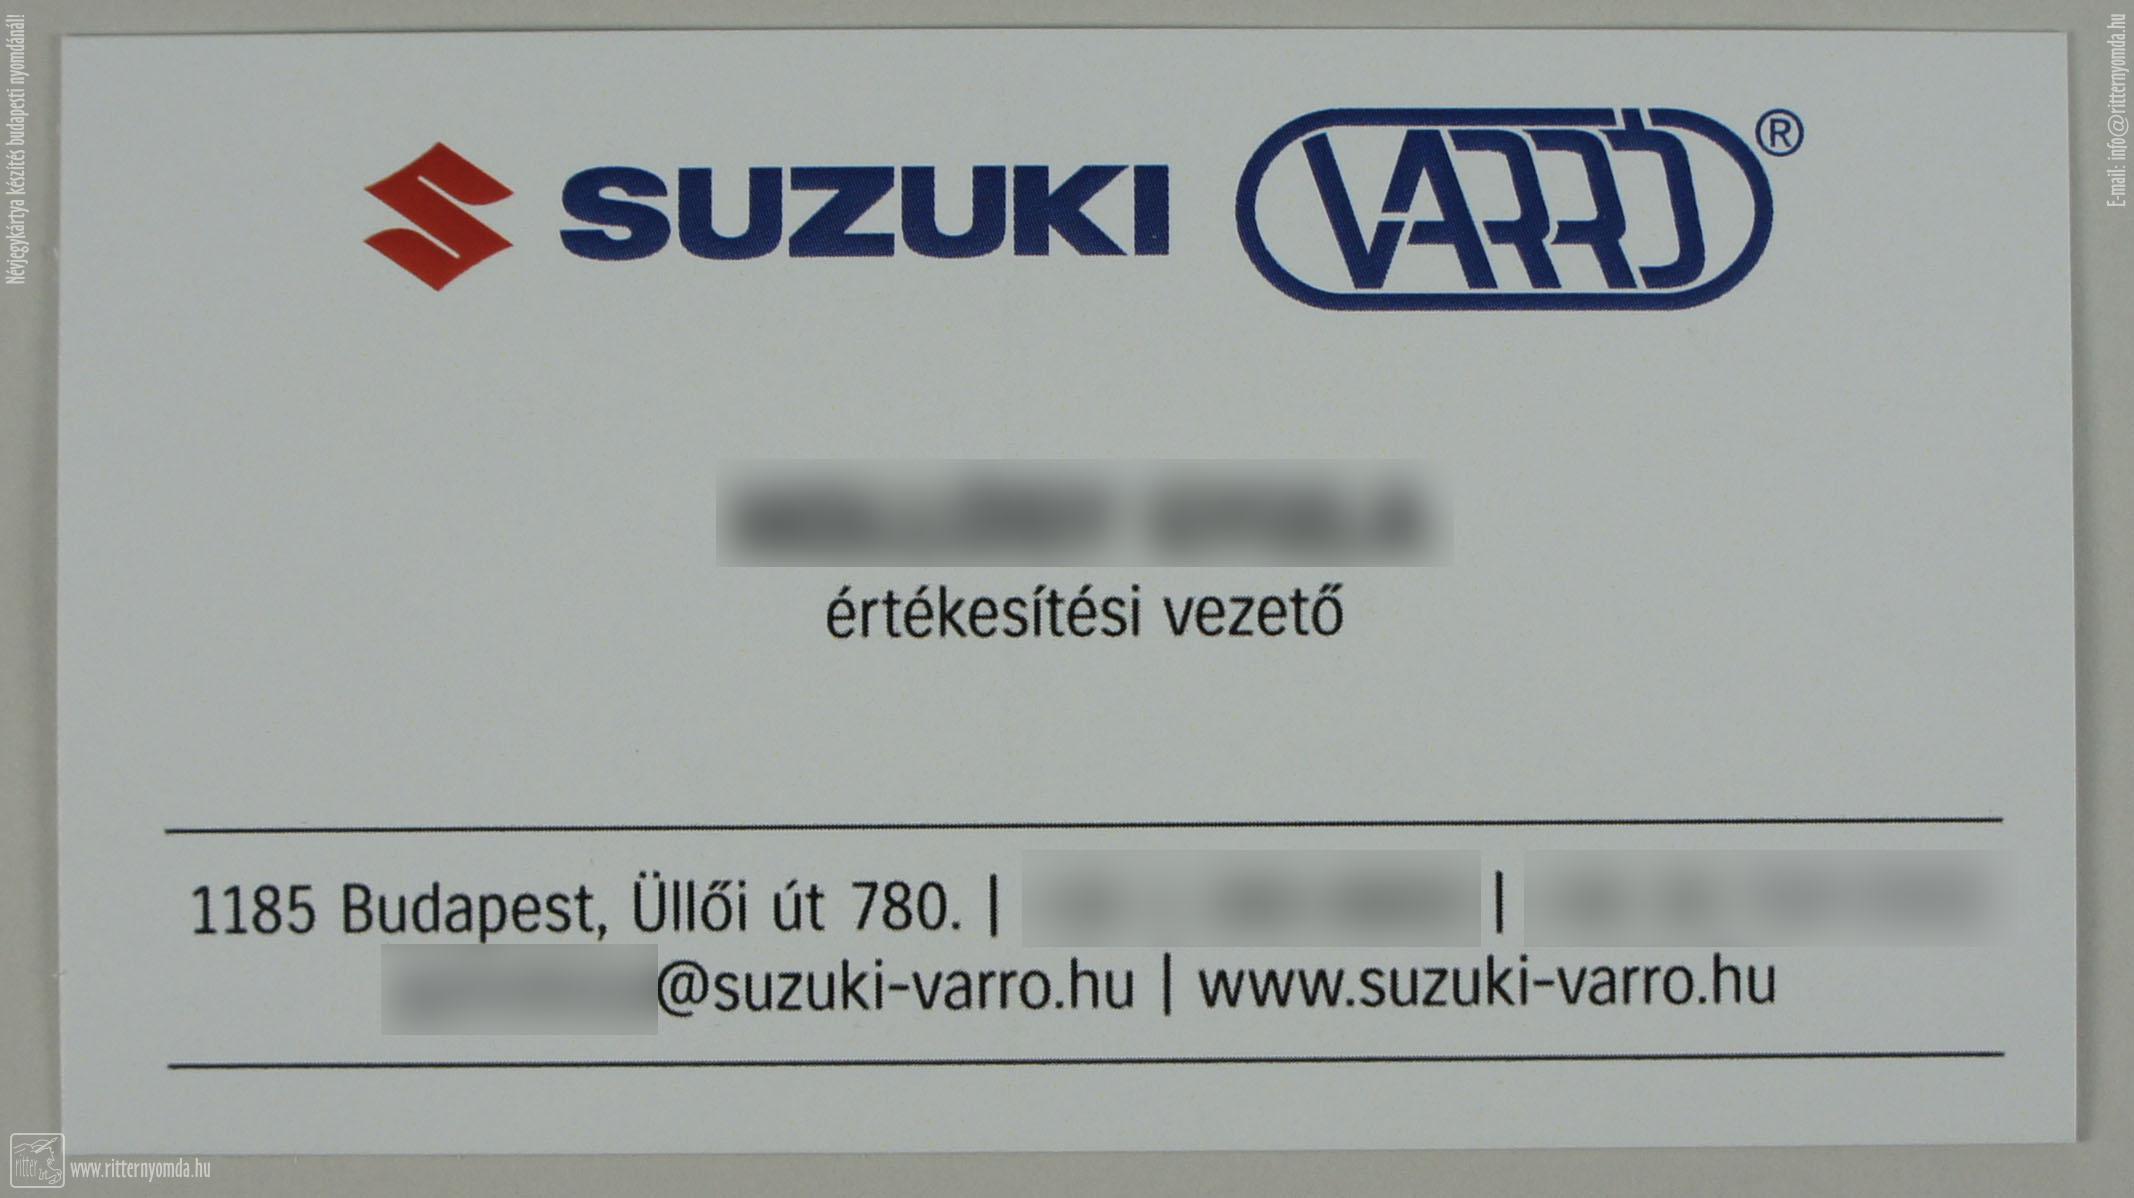 Névjegykártya készítés budapesti nyomdánál!
E-mail: info@ritternyomda.hu
SUZUKI VARRÓ®
értékesítési vezető
1185 Budapest, Üllői út 780. | |
@suzuki-varro.hu | www.suzuki-varro.hu
ritter
www.ritternyomda.hu